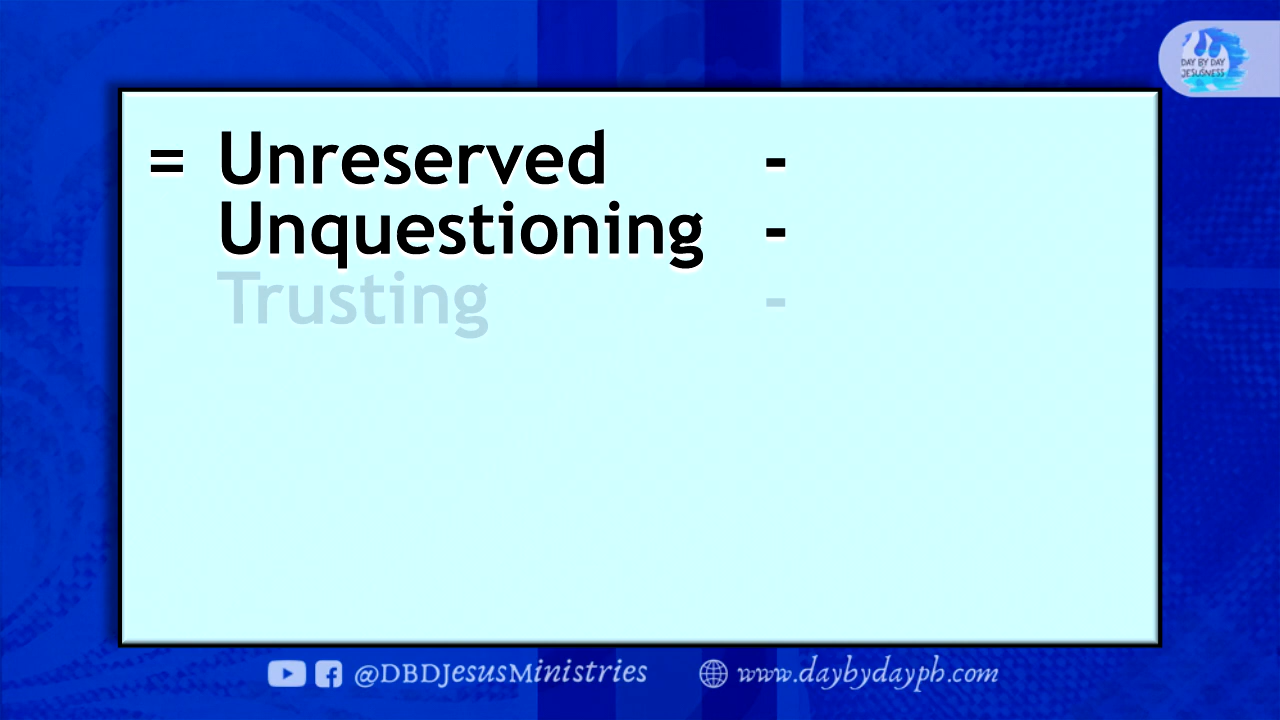 DAY BY DAY
JESUSNESS
= Unreserved -
Unquestioning -
Trusting -
@DBDJesusMinistries www.daybydayph.com